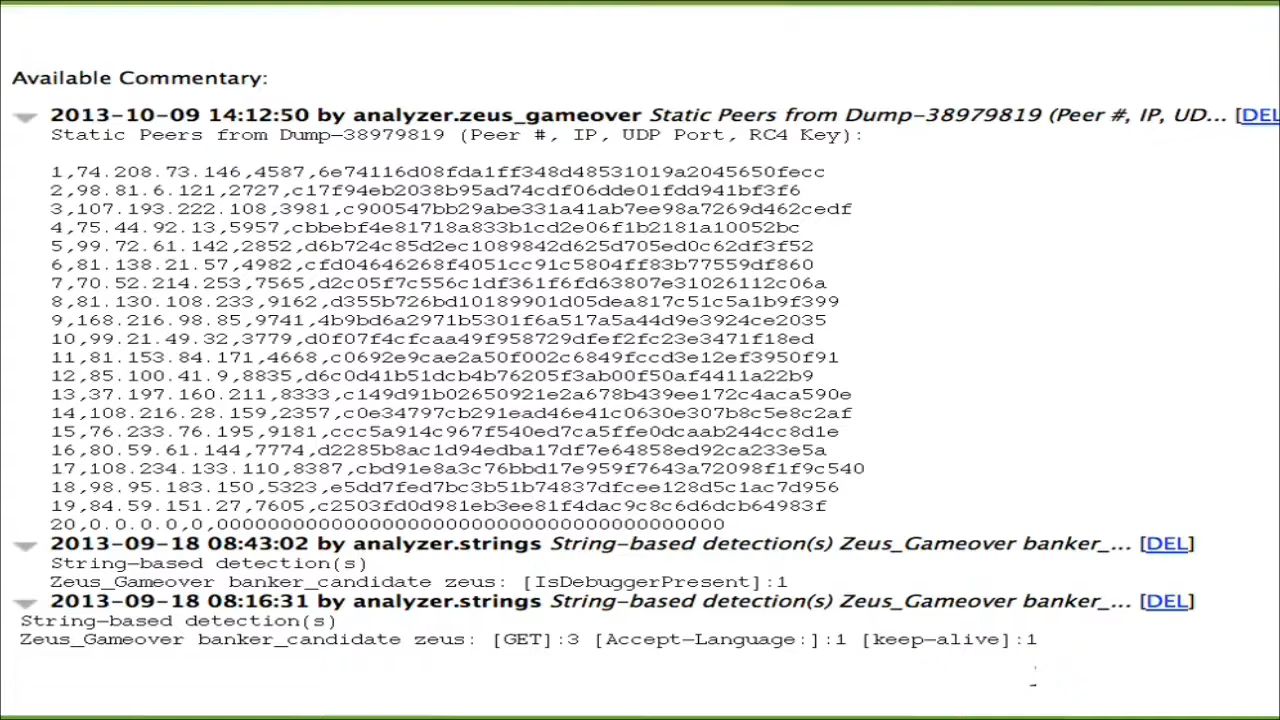 Available Commentary:
2013-10-09 14:12:50 by analyzer.zeus_gameover Static Peers from Dump-38979819 (Peer #, IP, UD... [DEL
Static Peers from Dump-38979819 (Peer #, IP, UDP Port, RC4 Key):
1,74.208.73.146,4587,6e74116d08fda1ff348d48531019a2045650fecc
2,98.81.6.121,2727,c17f94eb2038b95ad74cdf06dde01fdd941bf3f6
3,107.193.222.108,3981,c900547bb29abe331a41ab7ee98a7269d462cedf
4,75.44.92.13,5957,cbbebf4e81718a833b1cd2e06f1b2181a10052bc
5,99.72.61.142,2852,d6b724c85d2ec1089842d625d705ed0c62df3f52
6,81.138.21.57,4982,cfd04646268f4051cc91c5804ff83b77559df860
7,70.52.214.253,7565,d2c05f7c556c1df361f6fd63807e31026112c06a
8,81.130.108.233,9162,d355b726bd10189901d05dea817c51c5a1b9f399
9,168.216.98.85,9741,4b9bd6a2971b5301f6a517a5a44d9e3924ce2035
10,99.21.49.32,3779,d0f07f4cfcaa49f958729dfef2fc23e3471f18ed
11,81.153.84.171,4668,c0692e9cae2a50f002c6849fccd3e12ef3950f91
12,85.100.41.9,8835,d6c0d41b51dcb4b76205f3ab00f50af4411a22b9
13,37.197.160.211,8333,c149d91b02650921e2a678b439ee172c4aca590e
14,108.216.28.159,2357,c0e34797cb291ead46e41c0630e307b8c5e8c2af
15,76.233.76.195,9181,ccc5a914c967f540ed7ca5ffe0dcaab244cc8d1e
16,80.59.61.144,7774,d2285b8ac1d94edba17df7e64858ed92ca233e5a
17,108.234.133.110,8387,cbd91e8a3c76bbd17e959f7643a72098f1f9c540
18,98.95.183.150,5323,e5dd7fed7bc3b51b74837dfcee128d5c1ac7d956
19,84.59.151.27,7605,c2503fd0d981eb3ee81f4dac9c8c6d6dcb64983f
20,0.0.0.0,0,0000000000000000000000000000000000000000
2013-09-18 08:43:02 by analyzer.strings String-based detection(s) Zeus_Gameover banker_... [DEL]
String-based detection(s)
Zeus_Gameover banker_candidate zeus: [IsDebuggerPresent]:1
2013-09-18 08:16:31 by analyzer.strings String-based detection(s) Zeus_Gameover banker_... [DEL]
String-based detection(s)
Zeus_Gameover banker_candidate zeus: [GET]:3 [Accept-Language:]:1 [keep-alive]:1